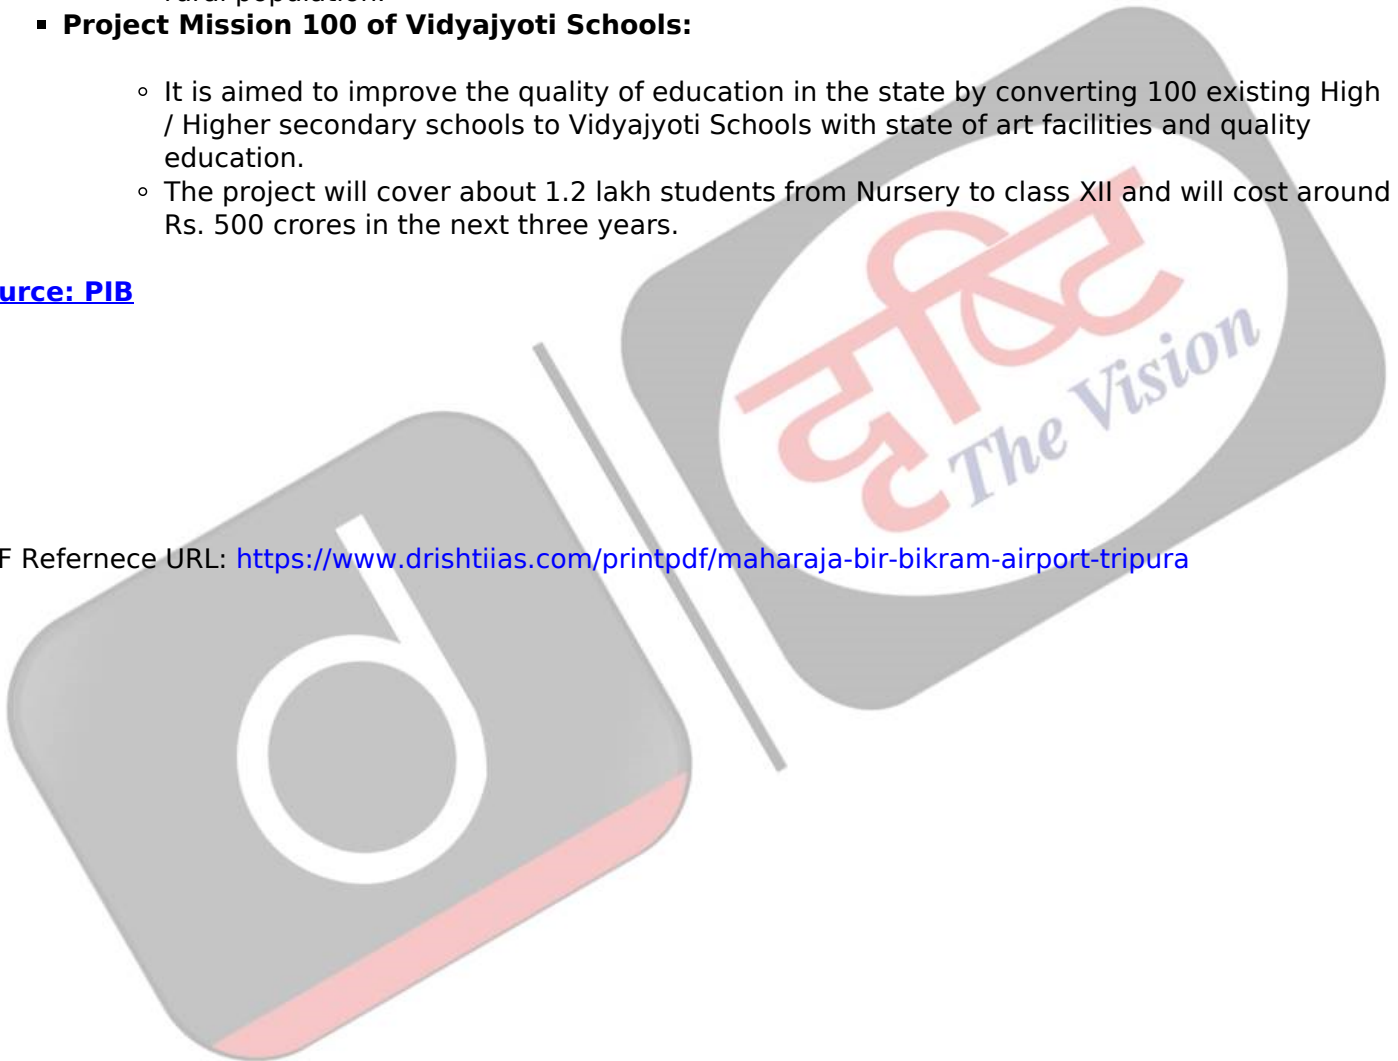 rural population.
▪ Project Mission 100 of Vidyajyoti Schools:
◦ It is aimed to improve the quality of education in the state by converting 100 existing High
/ Higher secondary schools to Vidyajyoti Schools with state of art facilities and quality
education.
◦ The project will cover about 1.2 lakh students from Nursery to class XII and will cost around
Rs. 500 crores in the next three years.
urce: PIB
दृष्टि
The Vision
F Refernece URL: https://www.drishtiias.com/printpdf/maharaja-bir-bikram-airport-tripura
d